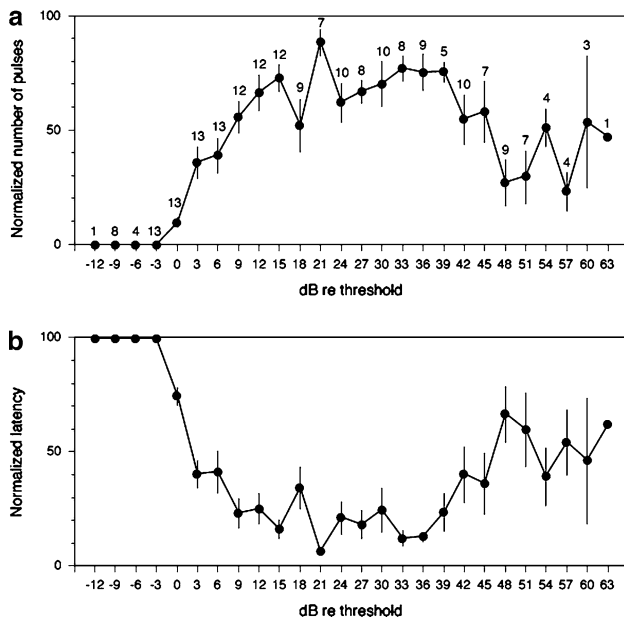 a
100
50
0
Normalized number of pulses
1 8 4 13 13 13 13 12 12 12 9 7 10 8 10 8 9 5 10 7 9 7 4 4 3 1
-12 -9 -6 -3 0 3 6 9 12 15 18 21 24 27 30 33 36 39 42 45 48 51 54 57 60 63
dB re threshold
b
100
50
0
Normalized latency
-12 -9 -6 -3 0 3 6 9 12 15 18 21 24 27 30 33 36 39 42 45 48 51 54 57 60 63
dB re threshold